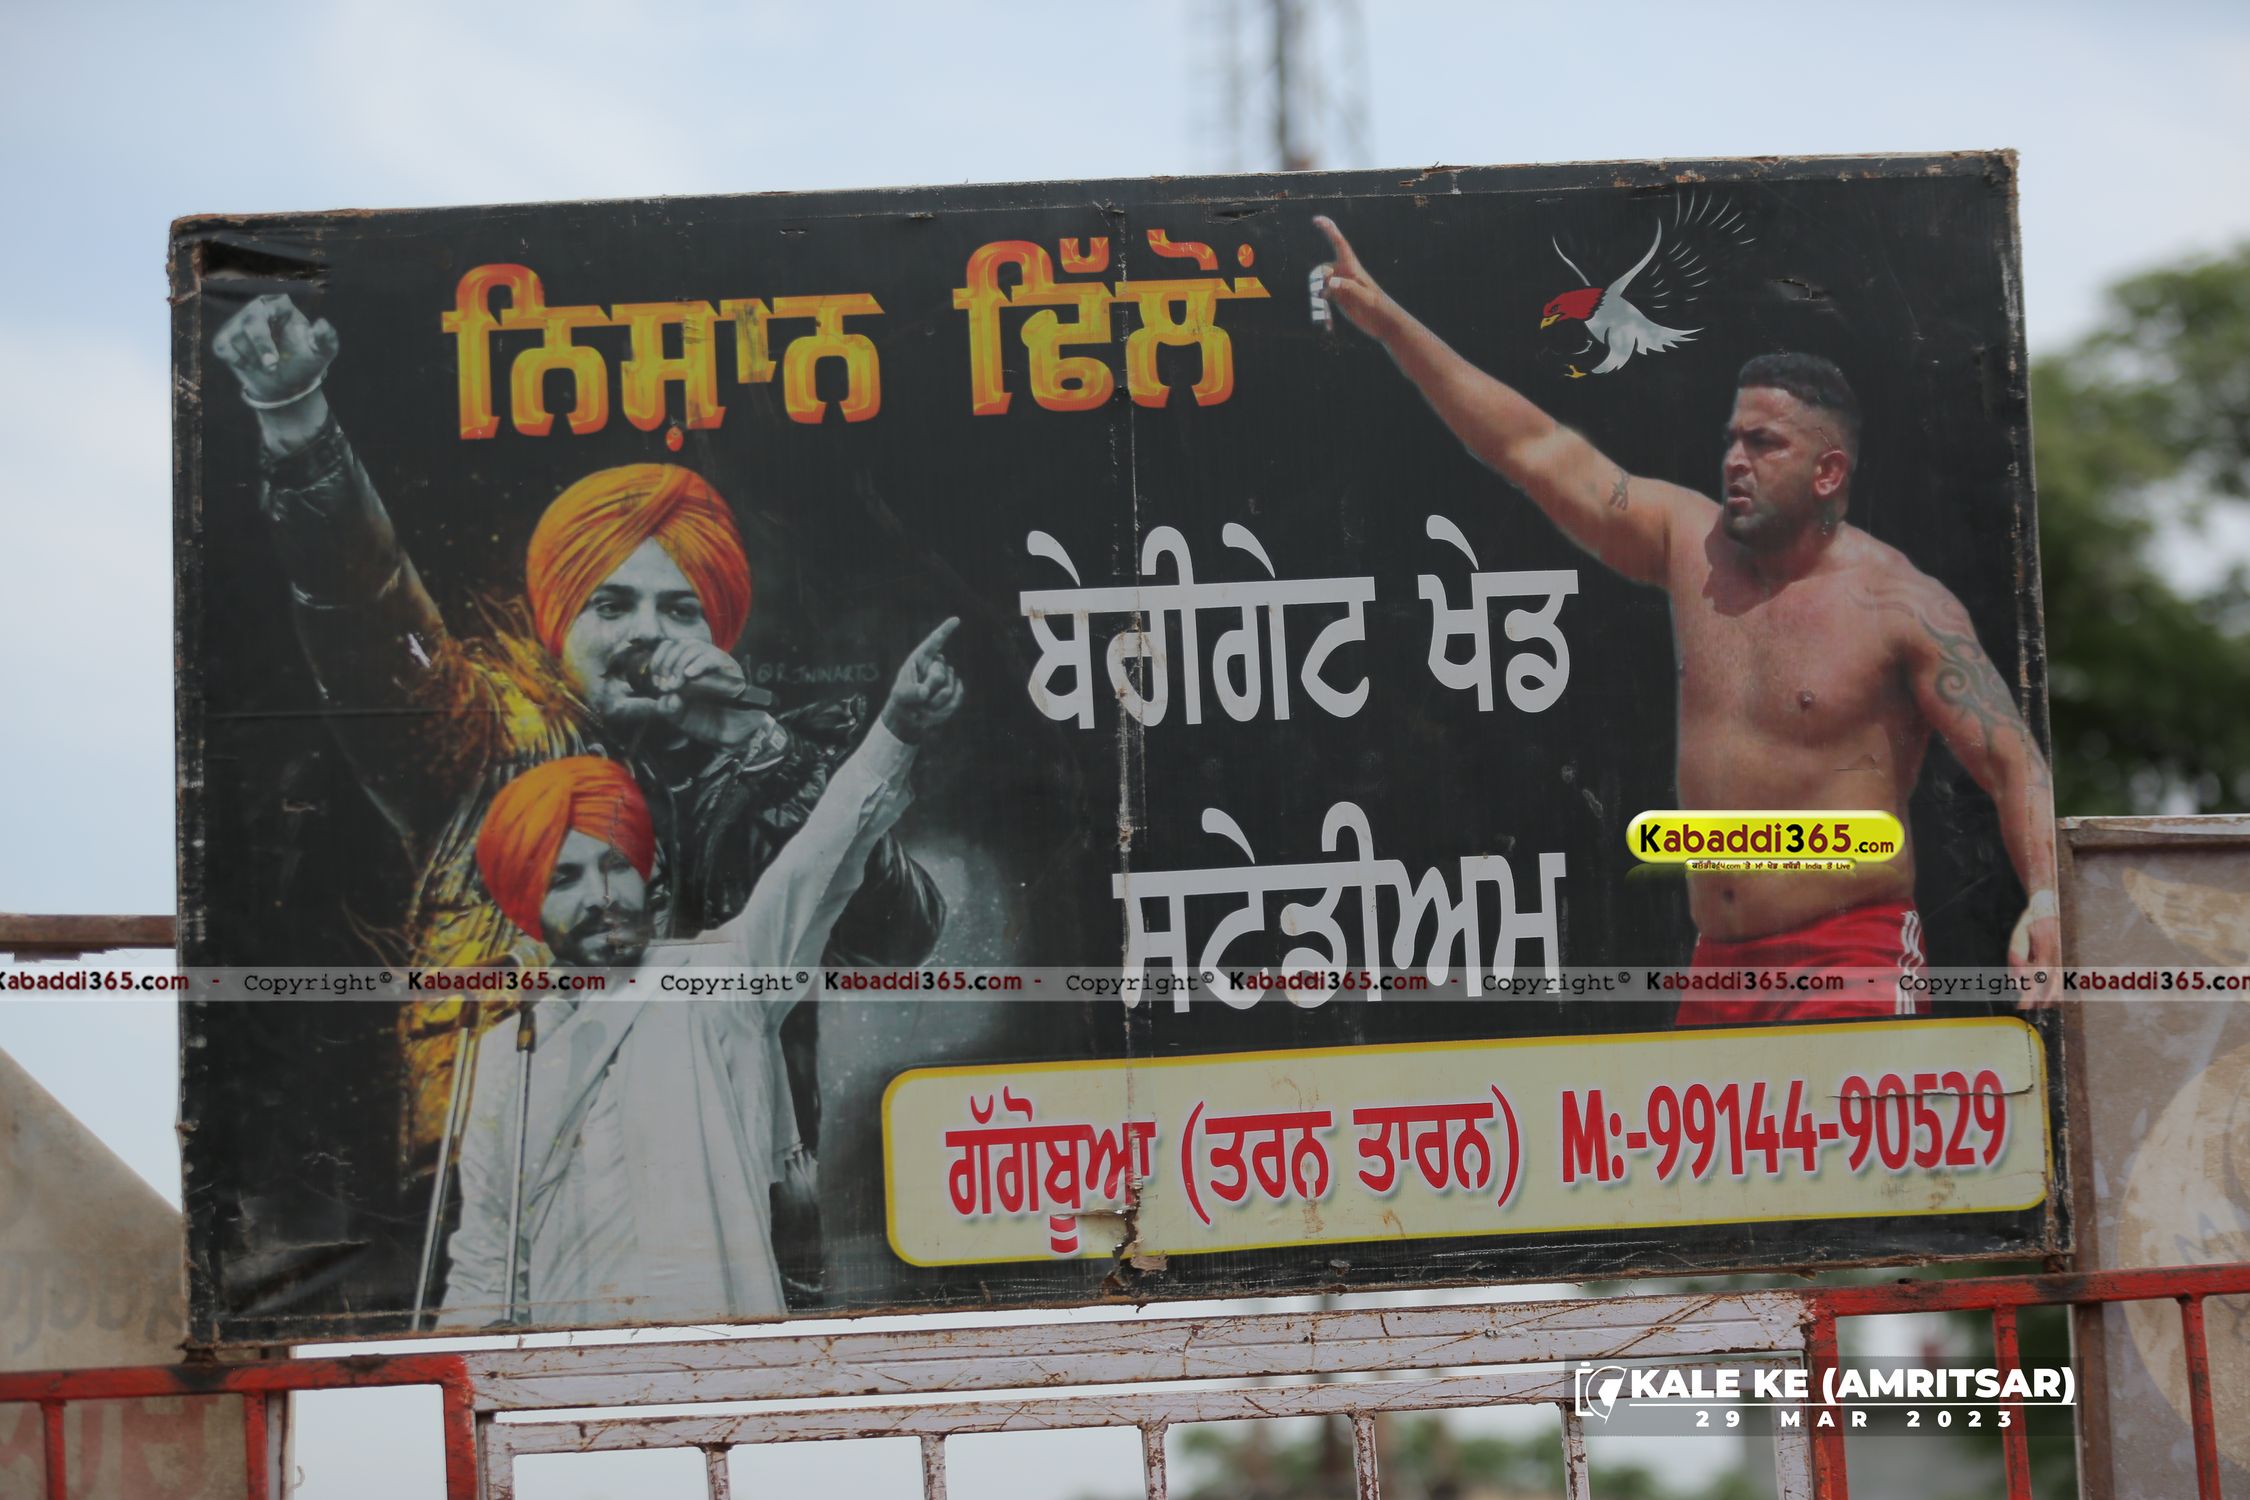 ਨਿਸ਼ਾਨ ਢਿੱਲੋਂ
@RJWNARTS
ਬੇਰੀਗੇਟ ਖੇਡ
ਸਟੇਡੀਅਮ
Kabaddi365.com
Kabaddi365.com - Copyright© Kabaddi365.com - Copyright© Kabaddi365.com - Copyright© Kabaddi365.com - Copyright© Kabaddi365.com - Copyright© Kabaddi365.com
ਗੱਗੋਬੂਆ (ਤਰਨ ਤਾਰਨ) M:-99144-90529
KALE KE (AMRITSAR)
29 MAR 2023